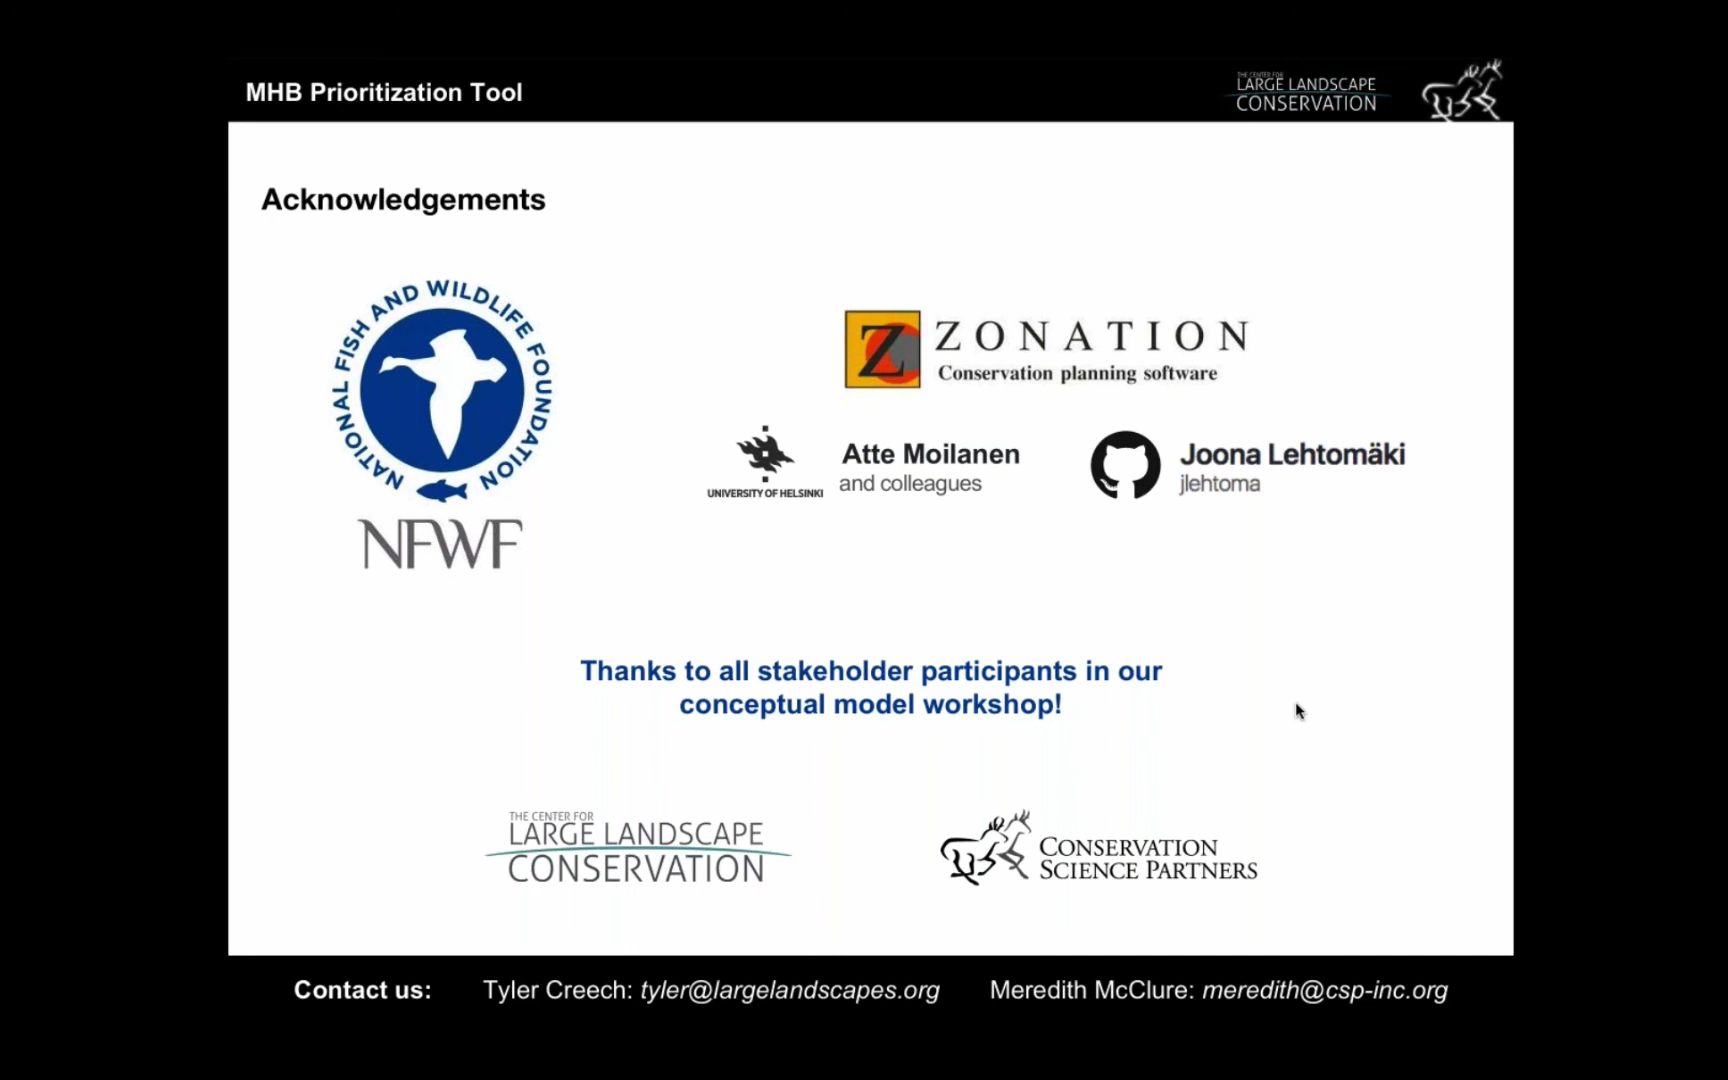 MHB Prioritization Tool
THE CENTER FOR
LARGE LANDSCAPE
CONSERVATION
Acknowledgements
NATIONAL FISH AND WILDLIFE FOUNDATION
NFWF
Z
ZONATION
Conservation planning software
UNIVERSITY OF HELSINKI
Atte Moilanen
and colleagues
Joona Lehtomäki
jlehtoma
Thanks to all stakeholder participants in our
conceptual model workshop!
THE CENTER FOR
LARGE LANDSCAPE
CONSERVATION
CONSERVATION
SCIENCE PARTNERS
Contact us: Tyler Creech: tyler@largelandscapes.org Meredith McClure: meredith@csp-inc.org